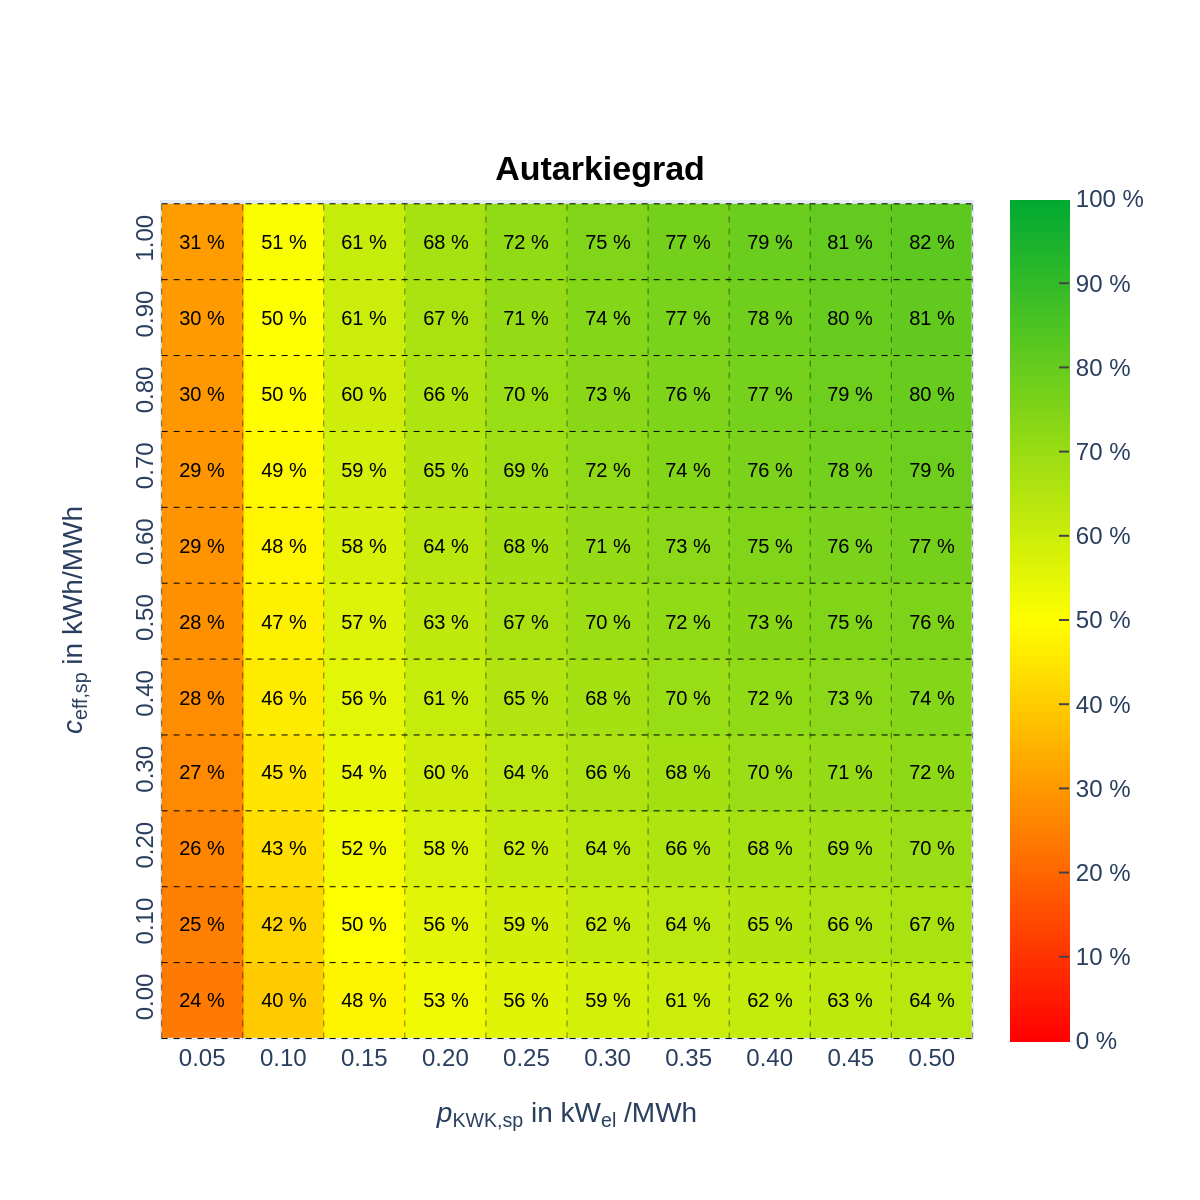 Autarkiegrad
1.00 31 % 51 % 61 % 68 % 72 % 75 % 77 % 79 % 81 % 82 %
0.90 30 % 50 % 61 % 67 % 71 % 74 % 77 % 78 % 80 % 81 %
0.80 30 % 50 % 60 % 66 % 70 % 73 % 76 % 77 % 79 % 80 %
0.70 29 % 49 % 59 % 65 % 69 % 72 % 74 % 76 % 78 % 79 %
0.60 29 % 48 % 58 % 64 % 68 % 71 % 73 % 75 % 76 % 77 %
0.50 28 % 47 % 57 % 63 % 67 % 70 % 72 % 73 % 75 % 76 %
0.40 28 % 46 % 56 % 61 % 65 % 68 % 70 % 72 % 73 % 74 %
0.30 27 % 45 % 54 % 60 % 64 % 66 % 68 % 70 % 71 % 72 %
0.20 26 % 43 % 52 % 58 % 62 % 64 % 66 % 68 % 69 % 70 %
0.10 25 % 42 % 50 % 56 % 59 % 62 % 64 % 65 % 66 % 67 %
0.00 24 % 40 % 48 % 53 % 56 % 59 % 61 % 62 % 63 % 64 %
0.05 0.10 0.15 0.20 0.25 0.30 0.35 0.40 0.45 0.50
pKWK,sp in kWel /MWh
ceff,sp in kWh/MWh
100 %
90 %
80 %
70 %
60 %
50 %
40 %
30 %
20 %
10 %
0 %